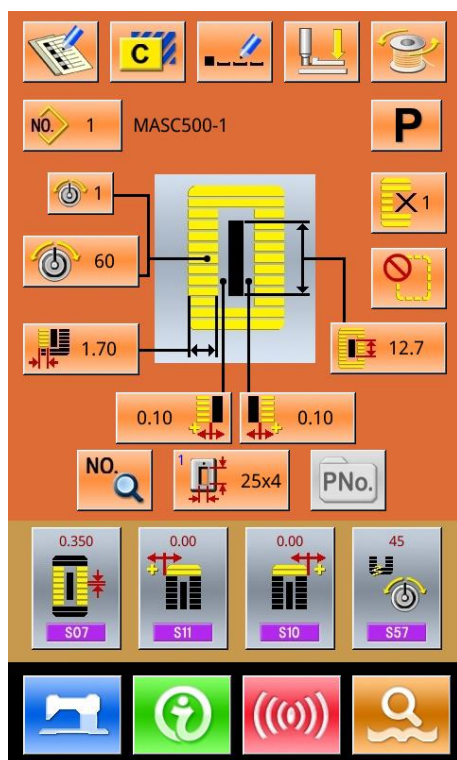 C
NO. 1 MASC500-1 P
1
1
60
1.70
12.7
0.10 0.10
NO.
1 25x4
PNo.
0.350 0.00 0.00 45
S07 S11 S10 S57